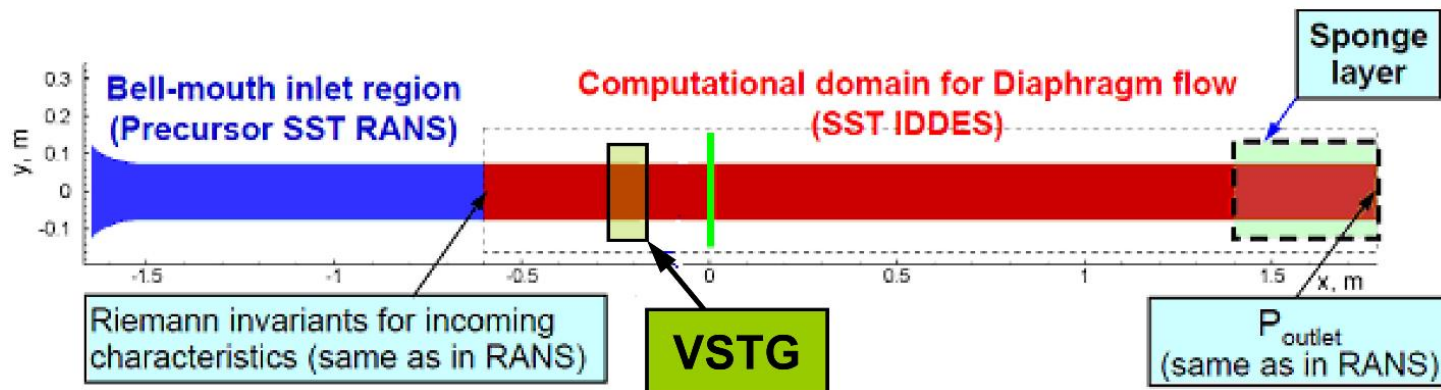 Sponge
layer
Bell-mouth inlet region
(Precursor SST RANS)
Computational domain for Diaphragm flow
(SST IDDES)
y, m
0.3
0.2
0.1
0
-0.1
-1.5
-1
-0.5
0
0.5
1
1.5
x, m
Riemann invariants for incoming
characteristics (same as in RANS)
VSTG
Poutlet
(same as in RANS)